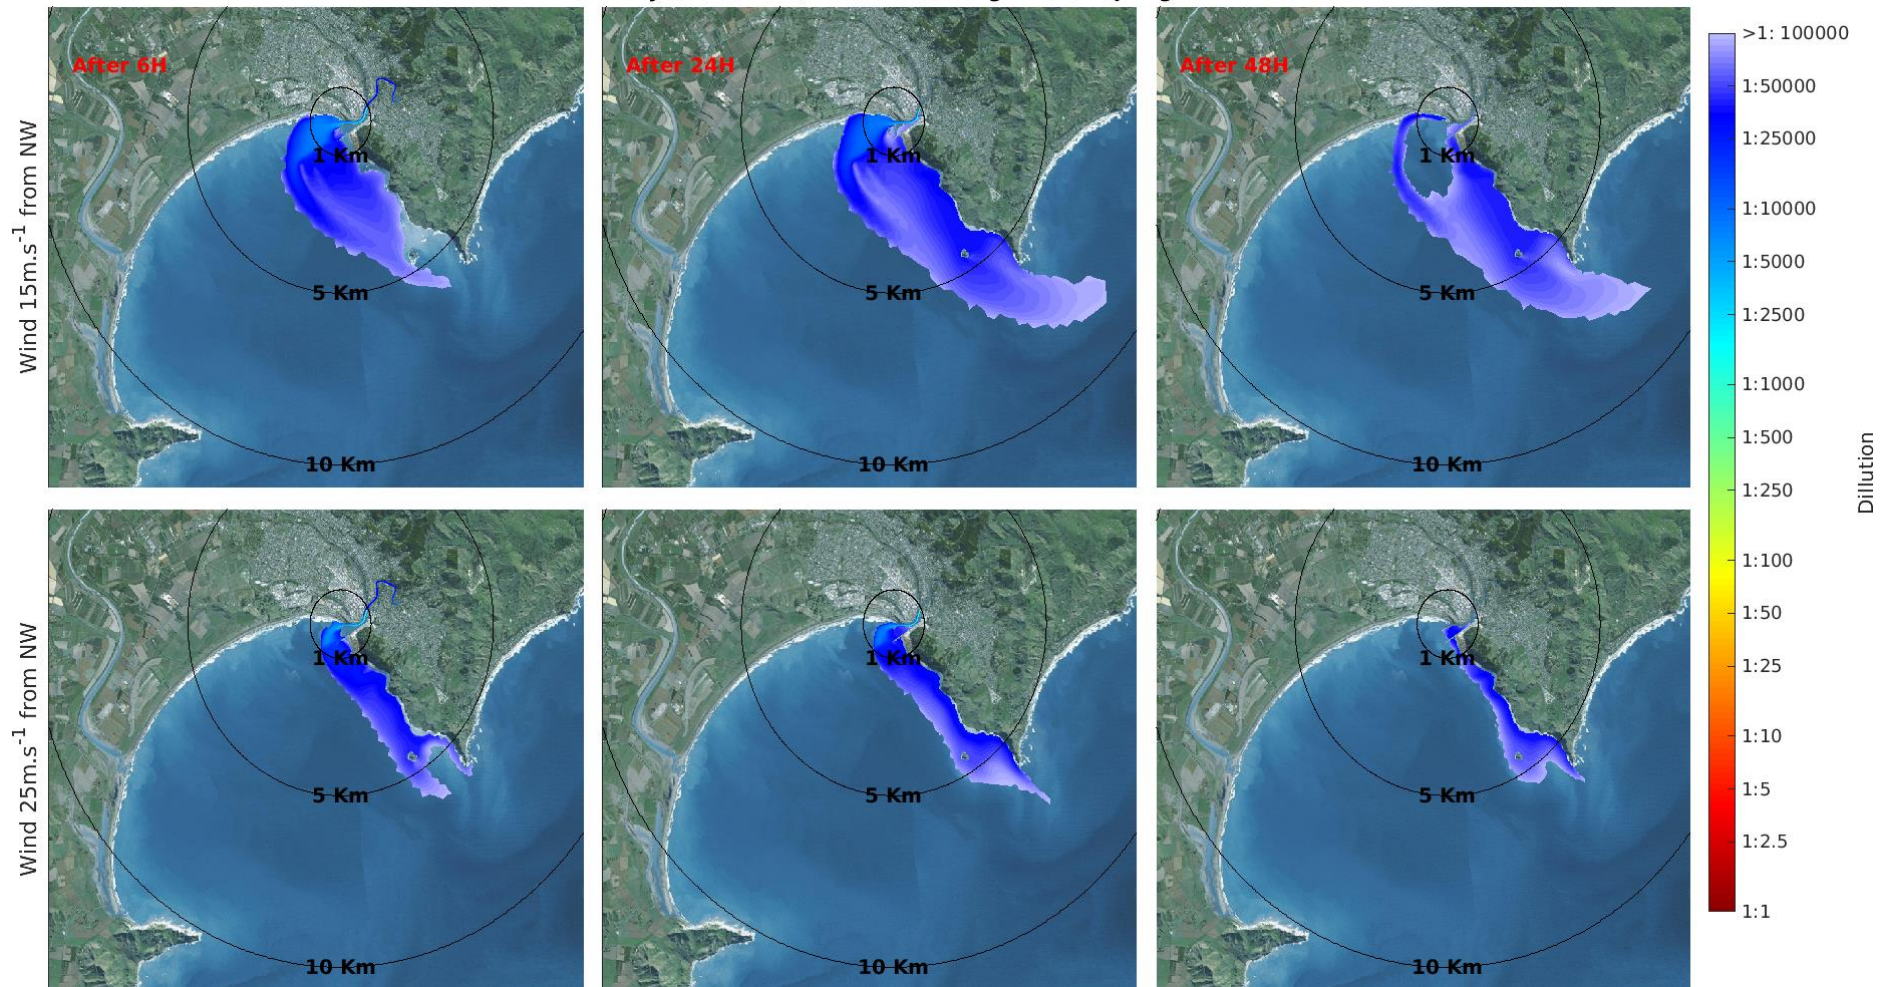 After 6H
After 24H
After 48H
1 Km
5 Km
10 Km
1 Km
5 Km
10 Km
1 Km
5 Km
10 Km
Wind 15m.s⁻¹ from NW
1 Km
5 Km
10 Km
1 Km
5 Km
10 Km
1 Km
5 Km
10 Km
Wind 25m.s⁻¹ from NW
>1: 100000
1:50000
1:25000
1:10000
1:5000
1:2500
1:1000
1:500
1:250
1:100
1:50
1:25
1:10
1:5
1:2.5
1:1
Dillution